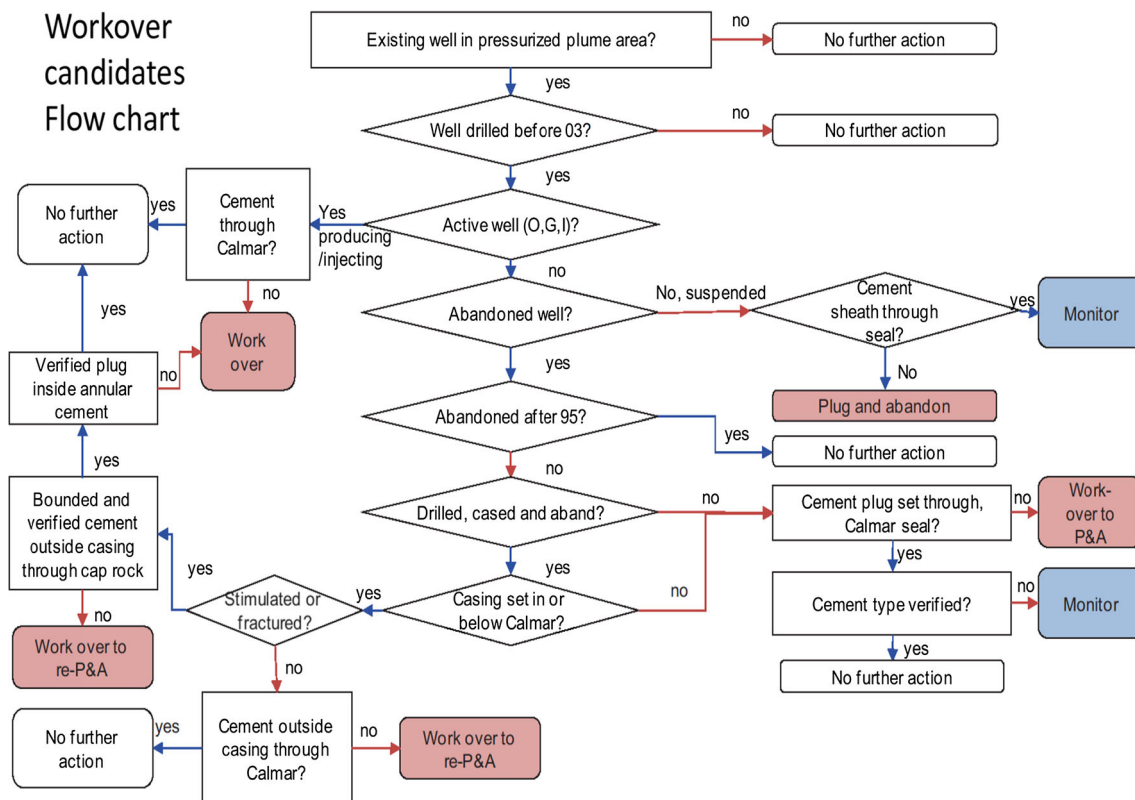 Workover
candidates
Flow chart
Existing well in pressurized plume area?
no
No further action
yes
Well drilled before 03?
no
No further action
yes
Active well (O,G,I)?
Yes
producing
/injecting
Cement
through
Calmar?
yes
No further
action
no
Work
over
no
Abandoned well?
No, suspended
Cement
sheath through
seal?
yes
Monitor
No
Plug and abandon
yes
Abandoned after 95?
yes
No further action
no
Drilled, cased and aband?
no
Cement plug set through,
Calmar seal?
no
Work-
over to
P&A
yes
Cement type verified?
no
Monitor
yes
No further action
yes
Casing set in or
below Calmar?
no
yes
Stimulated or
fractured?
yes
Bounded and
verified cement
outside casing
through cap rock
yes
Verified plug
inside annular
cement
yes
no
no
Work over to
re-P&A
no
Cement outside
casing through
Calmar?
yes
No further
action
no
Work over to
re-P&A